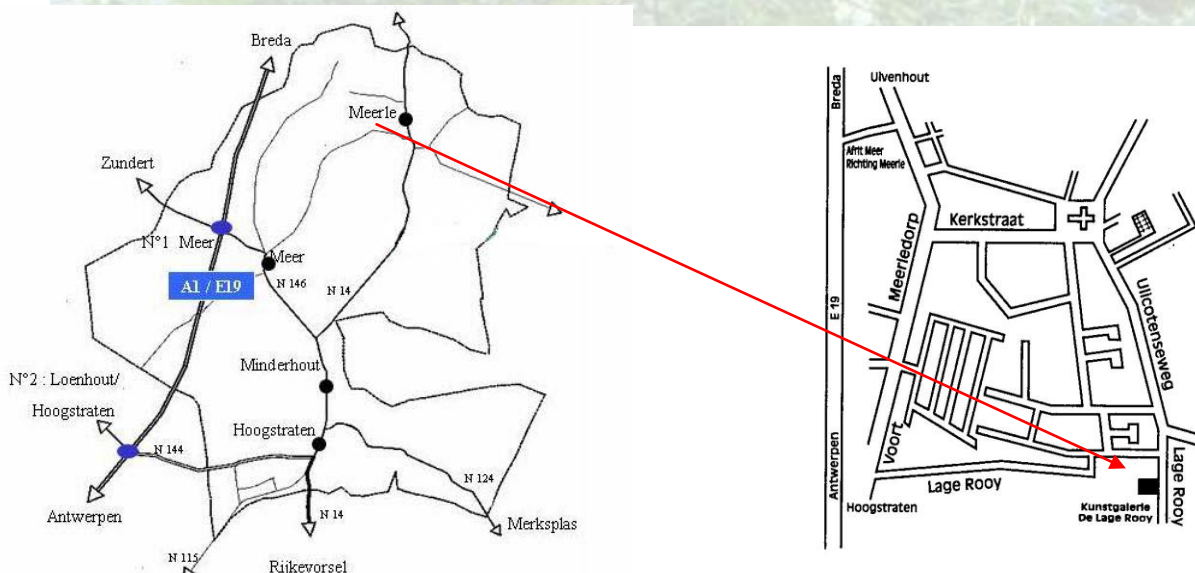 Breda
Meerle
Zundert
N°1 Meer
Meer
A1 / E19
N 146
N 14
Minderhout
N°2 : Loenhout/
Hoogstraten
Hoogstraten
N 144
N 124
Antwerpen
N 14
Merksplas
N 115
Rijkevorsel
Breda
Ulvenhout
Afrit Meer
Richting Meerle
Kerkstraat
Meerledorp
E 19
Ulicotenseweg
Voort
Antwerpen
Lage Rooy
Lage Rooy
Hoogstraten
Kunstgalerie
De Lage Rooy